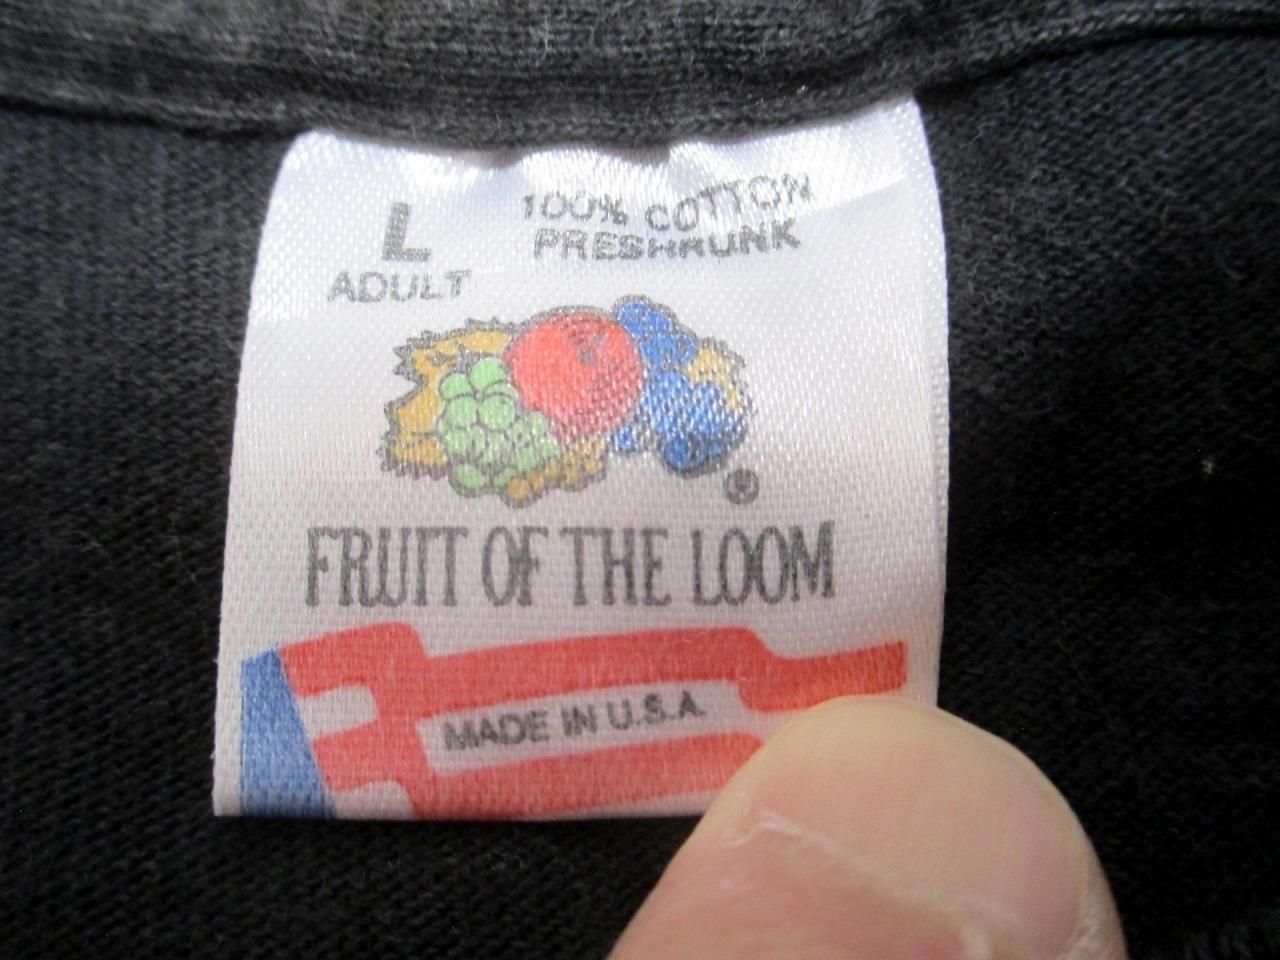 L
ADULT
100% COTTON
PRESHRUNK
®
FRUIT OF THE LOOM
MADE IN U.S.A.